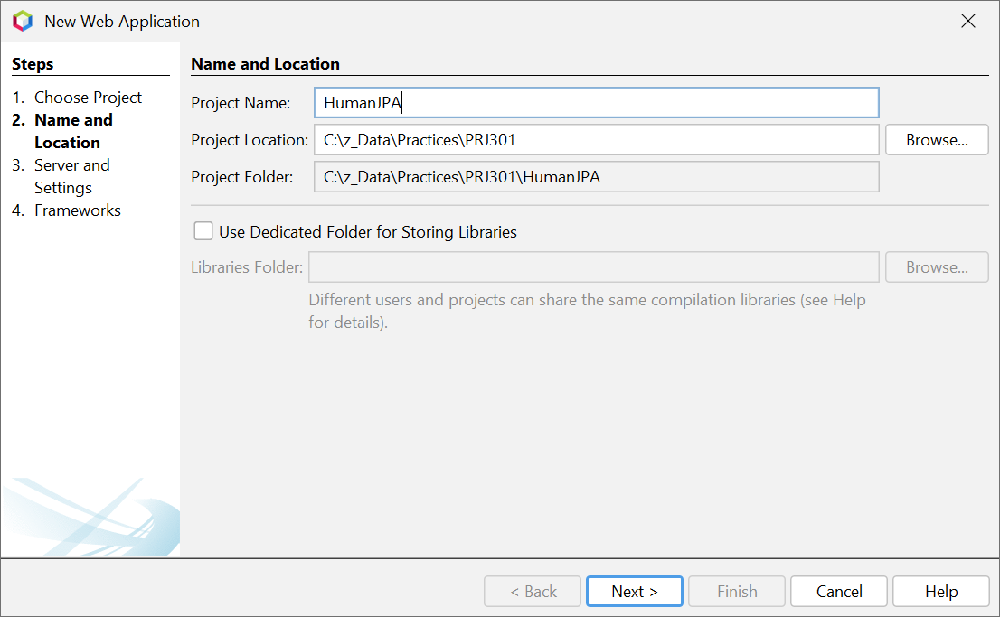 New Web Application
Steps
1. Choose Project
2. Name and
Location
3. Server and
Settings
4. Frameworks
Name and Location
Project Name: HumanJPA
Project Location: C:\z_Data\Practices\PRJ301 Browse...
Project Folder: C:\z_Data\Practices\PRJ301\HumanJPA
Use Dedicated Folder for Storing Libraries
Libraries Folder: Browse...
Different users and projects can share the same compilation libraries (see Help
for details).
< Back Next > Finish Cancel Help